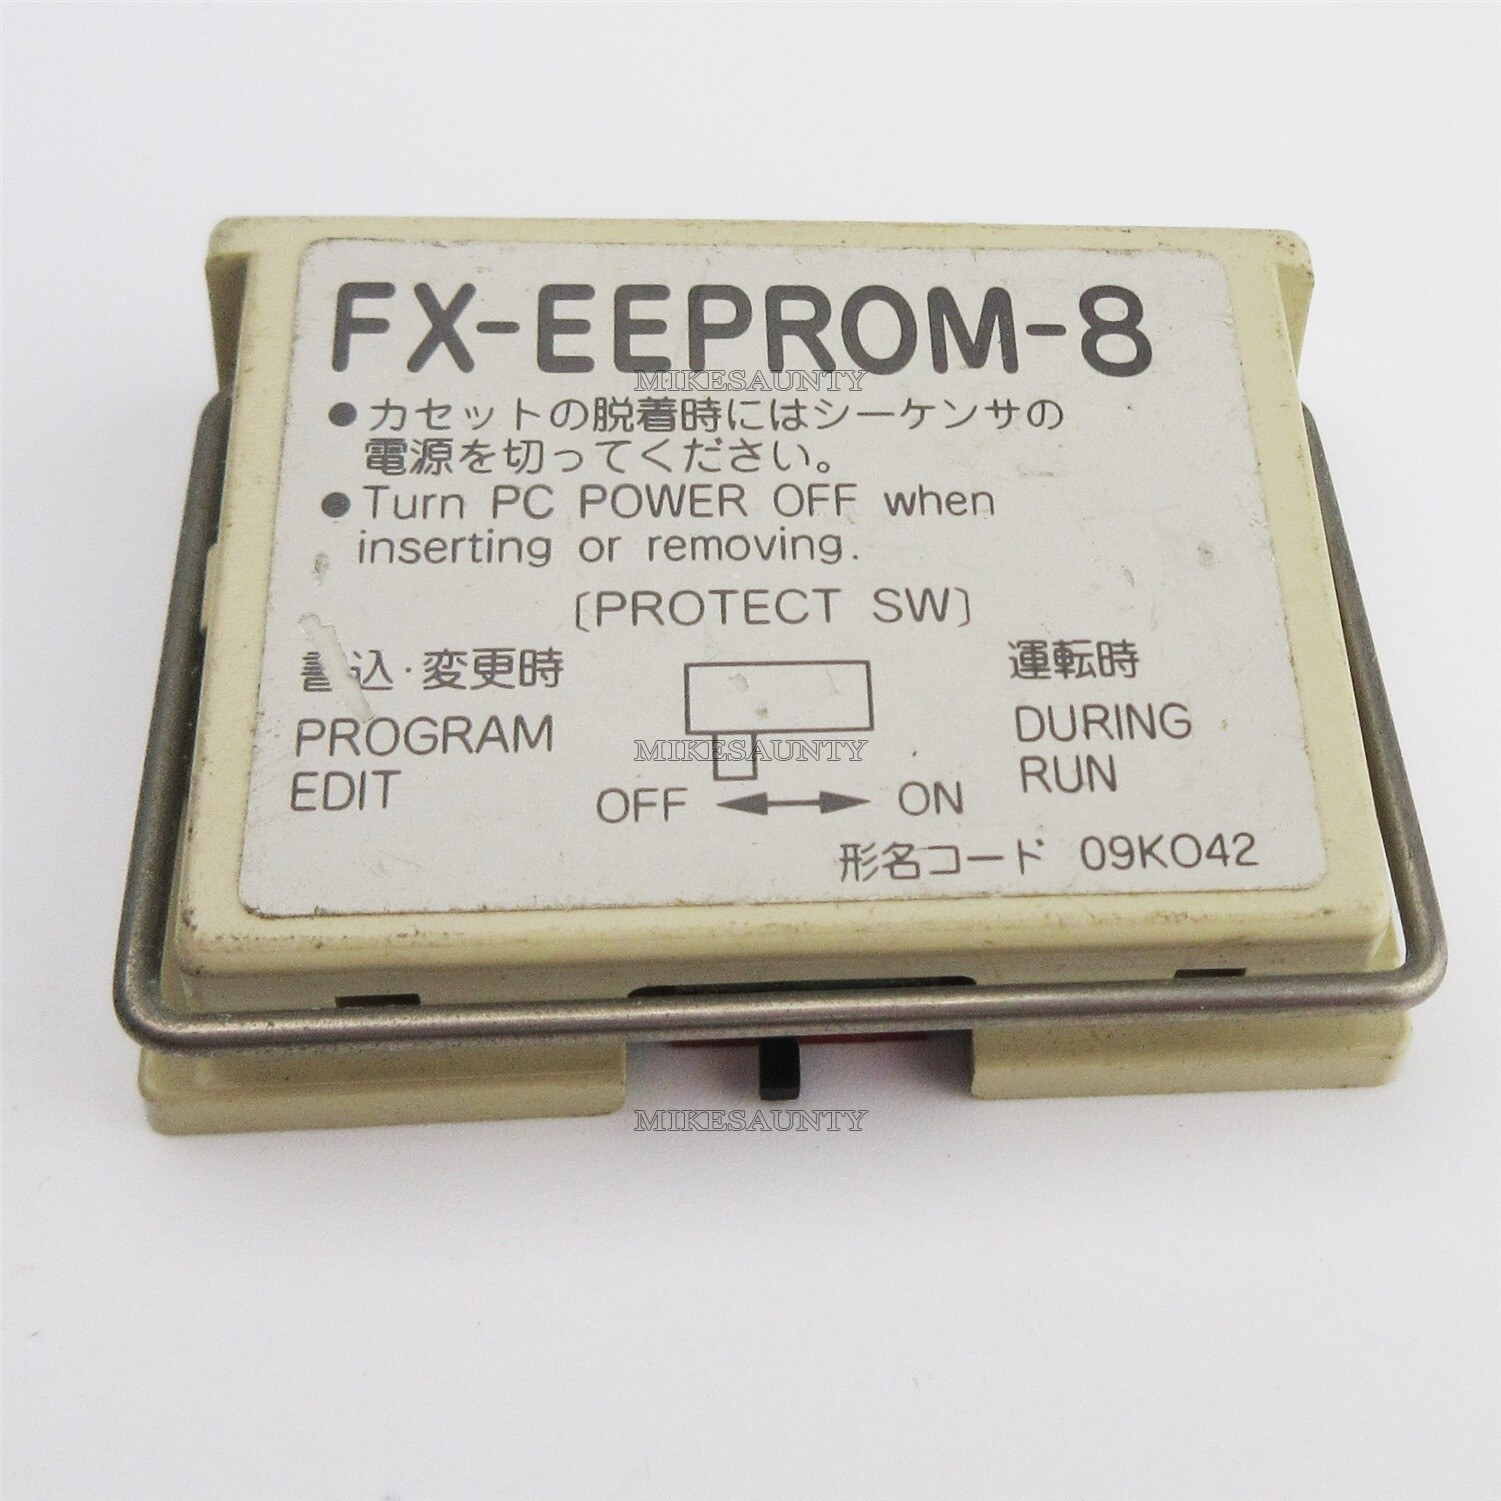 FX-EEPROM-8
MIKESAUNTY
●カセットの脱着時にはシーケンサの
電源を切ってください。
●Turn PC POWER OFF when
inserting or removing.
[PROTECT SW]
込・変更時
運転時
PROGRAM
EDIT
DURING
RUN
MIKESAUNTY
OFF ON
形名コード 09K042
MIKESAUNTY